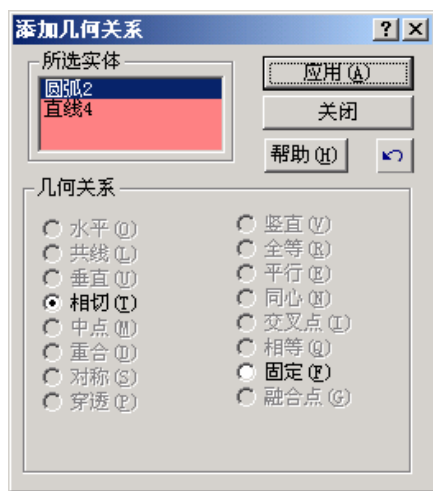 添加几何关系
所选实体
圆弧2
直线4
应用(A)
关闭
帮助(H)
几何关系
水平(O)
共线(L)
垂直(U)
相切(T)
中点(M)
重合(D)
对称(S)
穿透(P)
竖直(V)
全等(R)
平行(E)
同心(N)
交叉点(I)
相等(Q)
固定(F)
融合点(G)